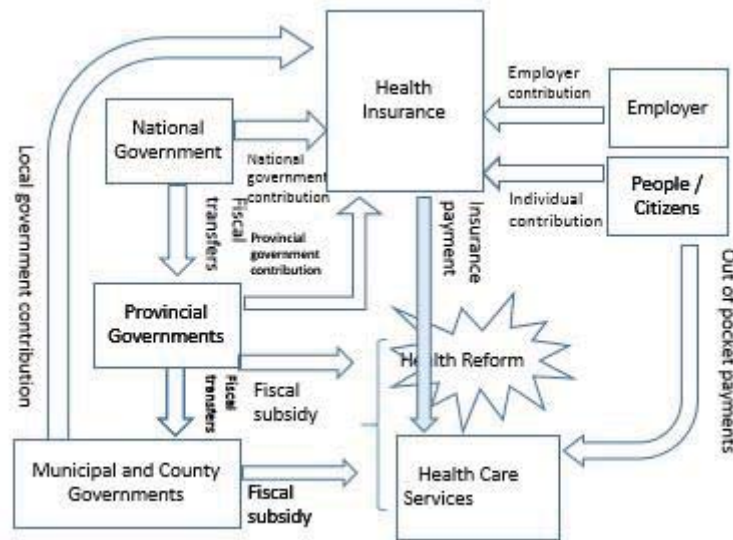 Health
Insurance
Employer
contribution
Employer
National
Government
National
government
contribution
Individual
contribution
People /
Citizens
Local government contribution
Fiscal
transfers
Provincial
government
contribution
Insurance
payment
Out of pocket payments
Provincial
Governments
Health Reform
Fiscal
transfers
Fiscal
subsidy
Municipal and County
Governments
Fiscal
subsidy
Health Care
Services